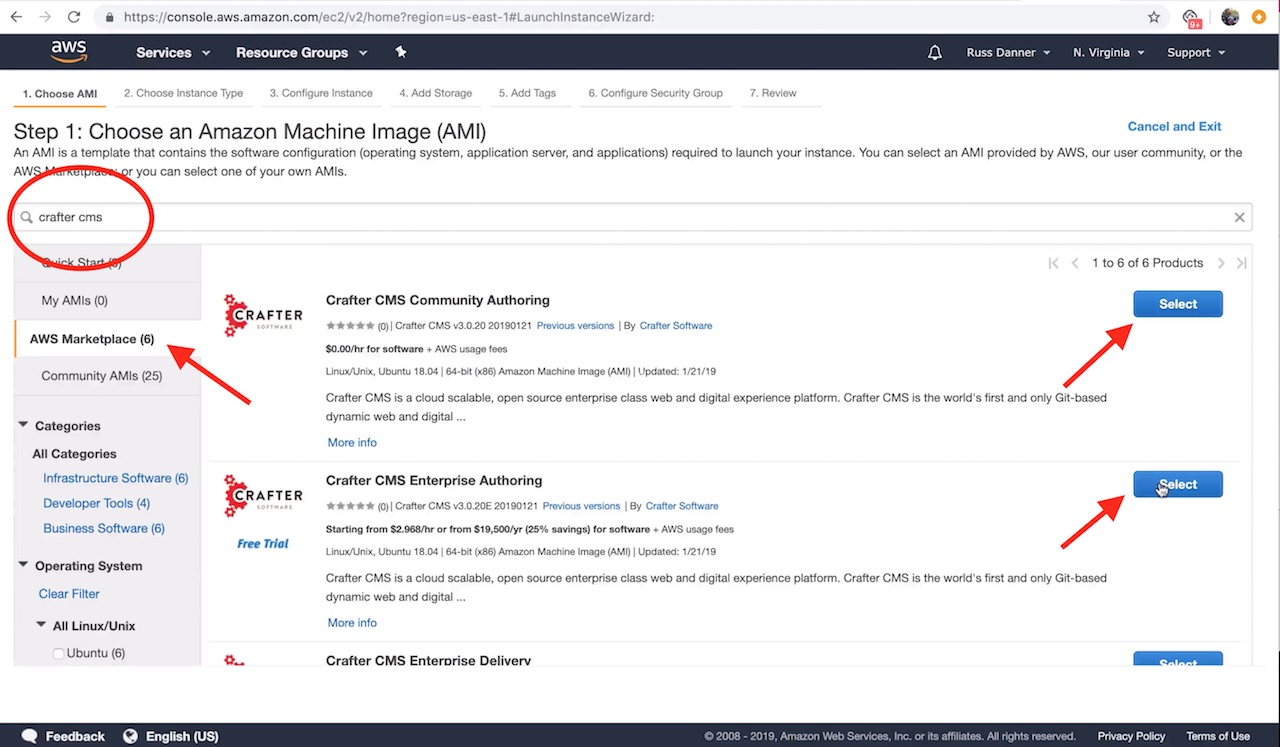 https://console.aws.amazon.com/ec2/v2/home?region=us-east-1#LaunchInstanceWizard:
9+
aws
Services
Resource Groups
Russ Danner
N. Virginia
Support
1. Choose AMI
2. Choose Instance Type
3. Configure Instance
4. Add Storage
5. Add Tags
6. Configure Security Group
7. Review
Step 1: Choose an Amazon Machine Image (AMI)
Cancel and Exit
An AMI is a template that contains the software configuration (operating system, application server, and applications) required to launch your instance. You can select an AMI provided by AWS, our user community, or the
AWS Marketplace; or you can select one of your own AMIs.
crafter cms
Quick Start
My AMIs (0)
AWS Marketplace (6)
Community AMIs (25)
Categories
All Categories
Infrastructure Software (6)
Developer Tools (4)
Business Software (6)
Operating System
Clear Filter
All Linux/Unix
Ubuntu (6)
1 to 6 of 6 Products
CRAFTER
SOFTWARE
Crafter CMS Community Authoring
(0) | Crafter CMS v3.0.20 20190121 Previous versions | By Crafter Software
$0.00/hr for software + AWS usage fees
Linux/Unix, Ubuntu 18.04 | 64-bit (x86) Amazon Machine Image (AMI) | Updated: 1/21/19
Crafter CMS is a cloud scalable, open source enterprise class web and digital experience platform. Crafter CMS is the world's first and only Git-based
dynamic web and digital ...
More info
Select
CRAFTER
SOFTWARE
Free Trial
Crafter CMS Enterprise Authoring
(0) | Crafter CMS v3.0.20E 20190121 Previous versions | By Crafter Software
Starting from $2.968/hr or from $19,500/yr (25% savings) for software + AWS usage fees
Linux/Unix, Ubuntu 18.04 | 64-bit (x86) Amazon Machine Image (AMI) | Updated: 1/21/19
Crafter CMS is a cloud scalable, open source enterprise class web and digital experience platform. Crafter CMS is the world's first and only Git-based
dynamic web and digital ...
More info
Select
Crafter CMS Enterprise Delivery
Select
Feedback
English (US)
© 2008 - 2019, Amazon Web Services, Inc. or its affiliates. All rights reserved.
Privacy Policy
Terms of Use